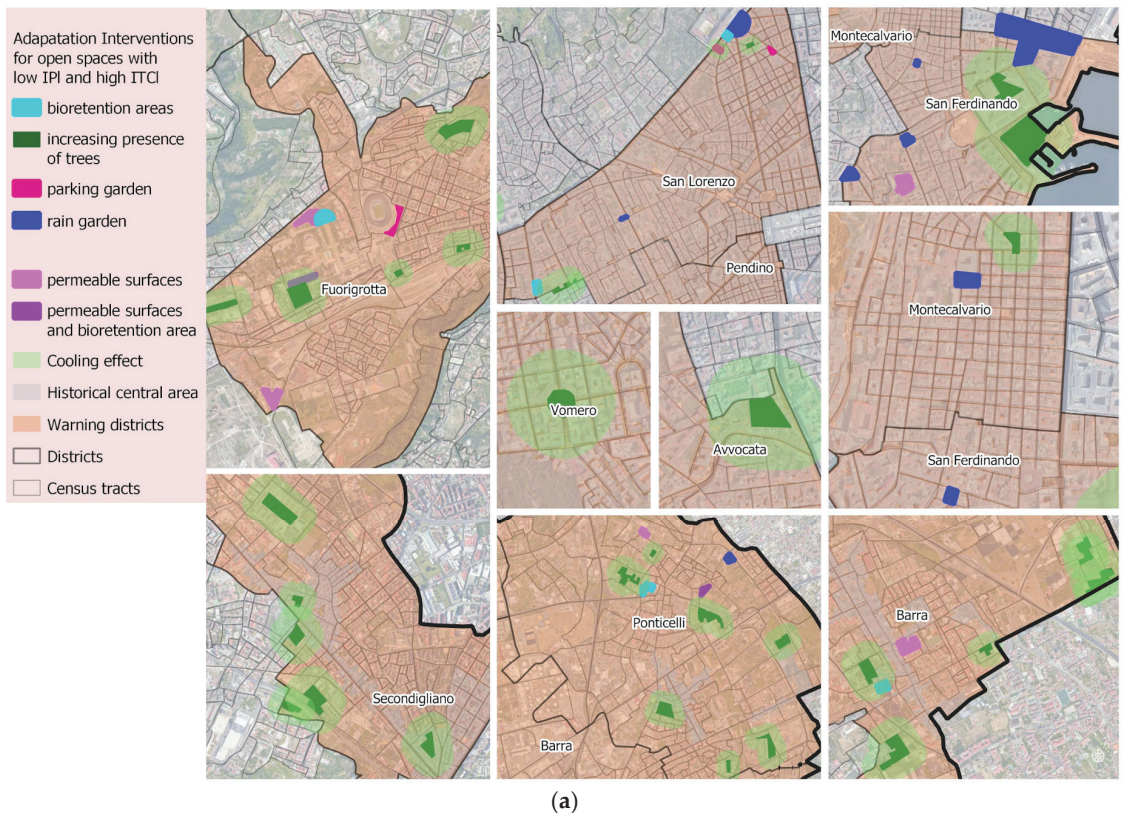 Adapatation Interventions
for open spaces with
low IPI and high ITCI
bioretention areas
increasing presence
of trees
parking garden
rain garden
permeable surfaces
permeable surfaces
and bioretention area
Cooling effect
Historical central area
Warning districts
Districts
Census tracts
Fuorigrotta
San Lorenzo
Pendino
Montecalvario
San Ferdinando
Vomero
Avvocata
Montecalvario
San Ferdinando
Secondigliano
Ponticelli
Barra
Barra
(a)